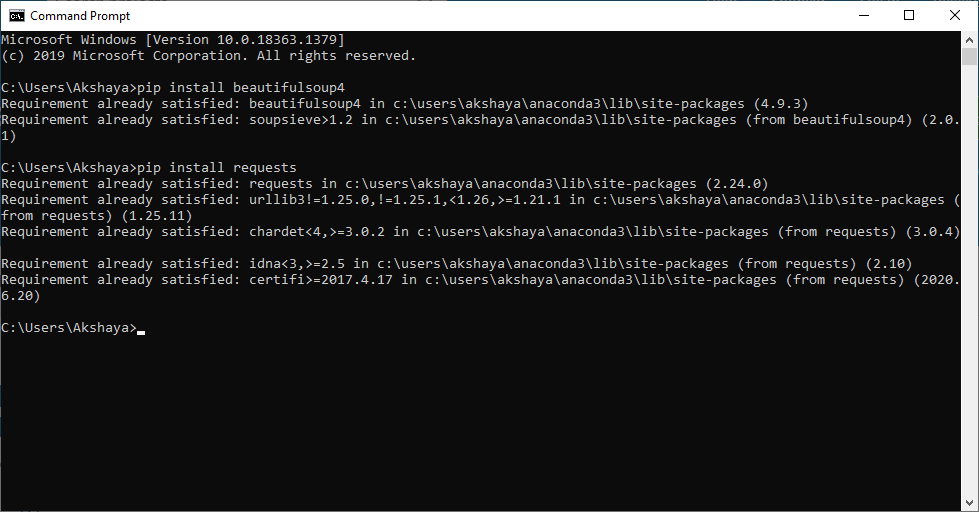 Command Prompt
Microsoft Windows [Version 10.0.18363.1379]
(c) 2019 Microsoft Corporation. All rights reserved.
C:\Users\Akshaya>pip install beautifulsoup4
Requirement already satisfied: beautifulsoup4 in c:\users\akshaya\anaconda3\lib\site-packages (4.9.3)
Requirement already satisfied: soupsieve>1.2 in c:\users\akshaya\anaconda3\lib\site-packages (from beautifulsoup4) (2.0.
1)
C:\Users\Akshaya>pip install requests
Requirement already satisfied: requests in c:\users\akshaya\anaconda3\lib\site-packages (2.24.0)
Requirement already satisfied: urllib3!=1.25.0,!=1.25.1,<1.26,>=1.21.1 in c:\users\akshaya\anaconda3\lib\site-packages (
from requests) (1.25.11)
Requirement already satisfied: chardet<4,>=3.0.2 in c:\users\akshaya\anaconda3\lib\site-packages (from requests) (3.0.4)
Requirement already satisfied: idna<3,>=2.5 in c:\users\akshaya\anaconda3\lib\site-packages (from requests) (2.10)
Requirement already satisfied: certifi>=2017.4.17 in c:\users\akshaya\anaconda3\lib\site-packages (from requests) (2020.
6.20)
C:\Users\Akshaya>